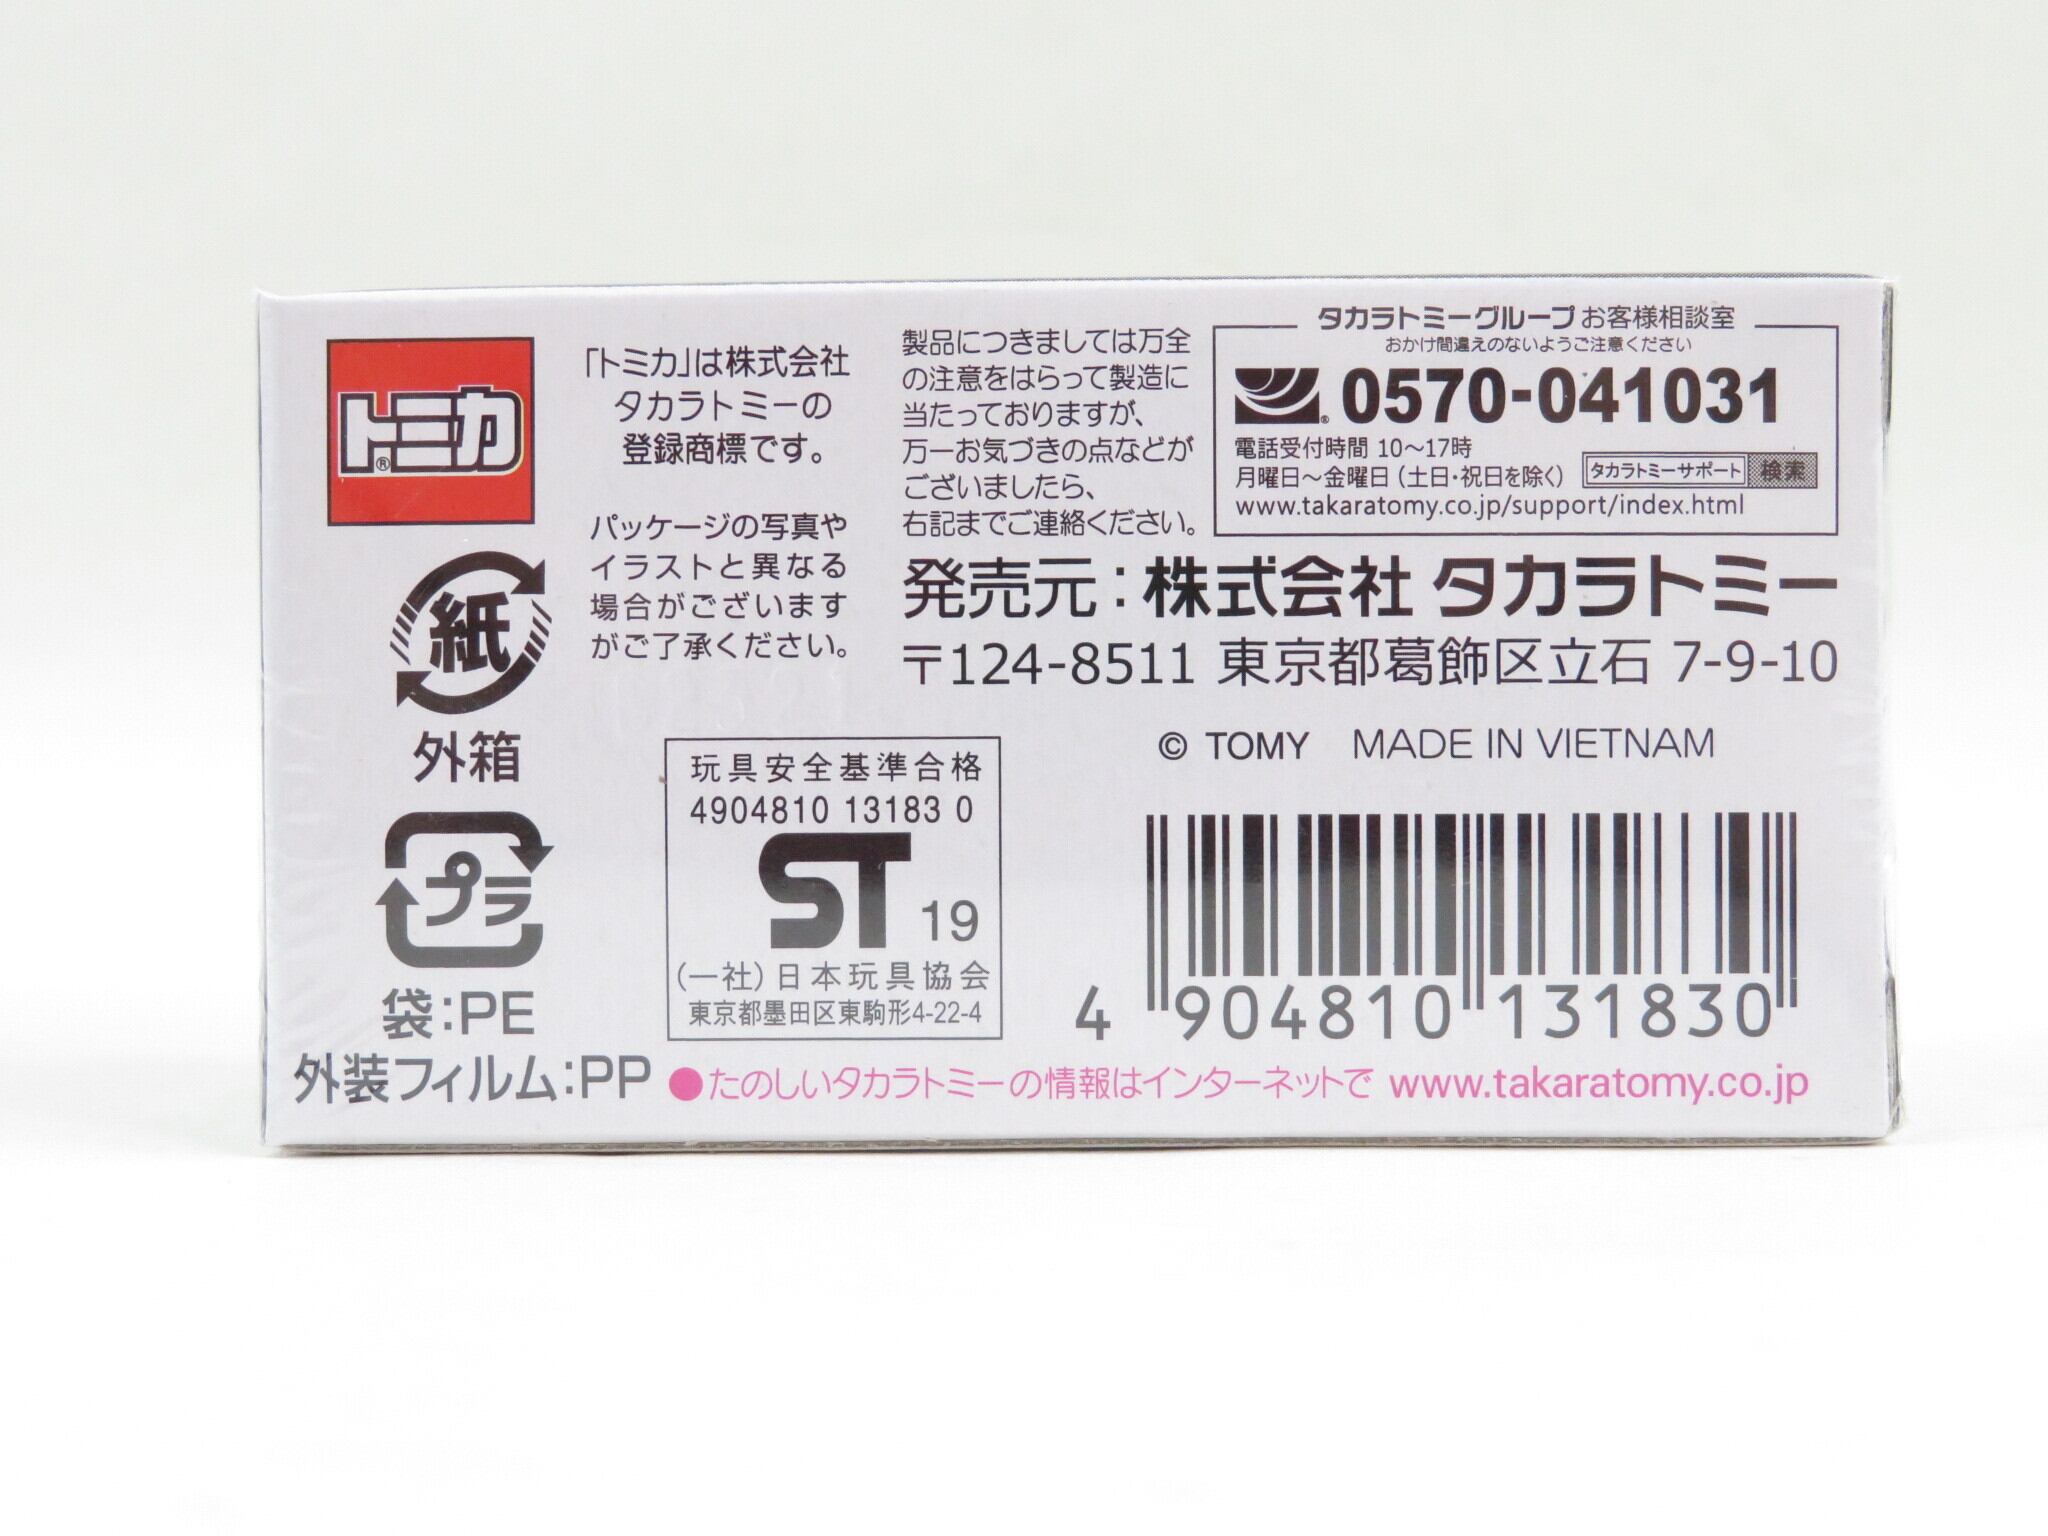 トミカ®
「トミカ」は株式会社
タカラトミーの
登録商標です。
パッケージの写真や
イラストと異なる
場合がございます
がご了承ください。
製品につきましては万全
の注意をはらって製造に
当たっておりますが、
万一お気づきの点などが
ございましたら、
右記までご連絡ください。
タカラトミーグループお客様相談室
おかけ間違えのないようご注意ください
0570-041031
電話受付時間 10～17時
月曜日～金曜日(土日・祝日を除く) タカラトミーサポート 検索
www.takaratomy.co.jp/support/index.html
発売元：株式会社 タカラトミー
〒124-8511 東京都葛飾区立石 7-9-10
© TOMY MADE IN VIETNAM
紙
外箱
プラ
袋：PE
外装フィルム：PP
玩具安全基準合格
4904810 13183 0
ST 19
(一社)日本玩具協会
東京都墨田区東駒形4-22-4
4 904810 131830
●たのしいタカラトミーの情報はインターネットで www.takaratomy.co.jp